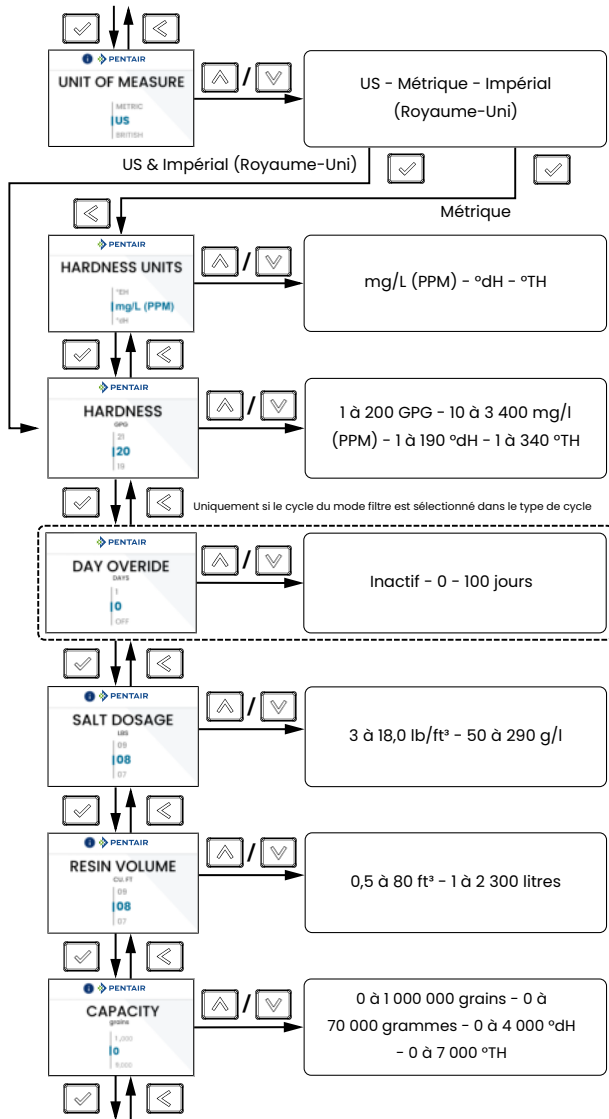 PENTAIR
UNIT OF MEASURE
METRIC
US
BRITISH
/
US - Métrique - Impérial
(Royaume-Uni)
US & Impérial (Royaume-Uni)
Métrique
PENTAIR
HARDNESS UNITS
mg/L (PPM)
°dH
/
mg/L (PPM) - °dH - °TH
PENTAIR
HARDNESS
GPG
21
20
19
/
1 à 200 GPG - 10 à 3 400 mg/l
(PPM) - 1 à 190 °dH - 1 à 340 °TH
Uniquement si le cycle du mode filtre est sélectionné dans le type de cycle
PENTAIR
DAY OVERIDE
DAYS
1
0
OFF
/
Inactif - 0 - 100 jours
PENTAIR
SALT DOSAGE
LBS
09
08
07
/
3 à 18,0 lb/ft³ - 50 à 290 g/l
PENTAIR
RESIN VOLUME
CU. FT
09
08
07
/
0,5 à 80 ft³ - 1 à 2 300 litres
PENTAIR
CAPACITY
grains
1,000
0
9,000
/
0 à 1 000 000 grains - 0 à
70 000 grammes - 0 à 4 000 °dH
- 0 à 7 000 °TH